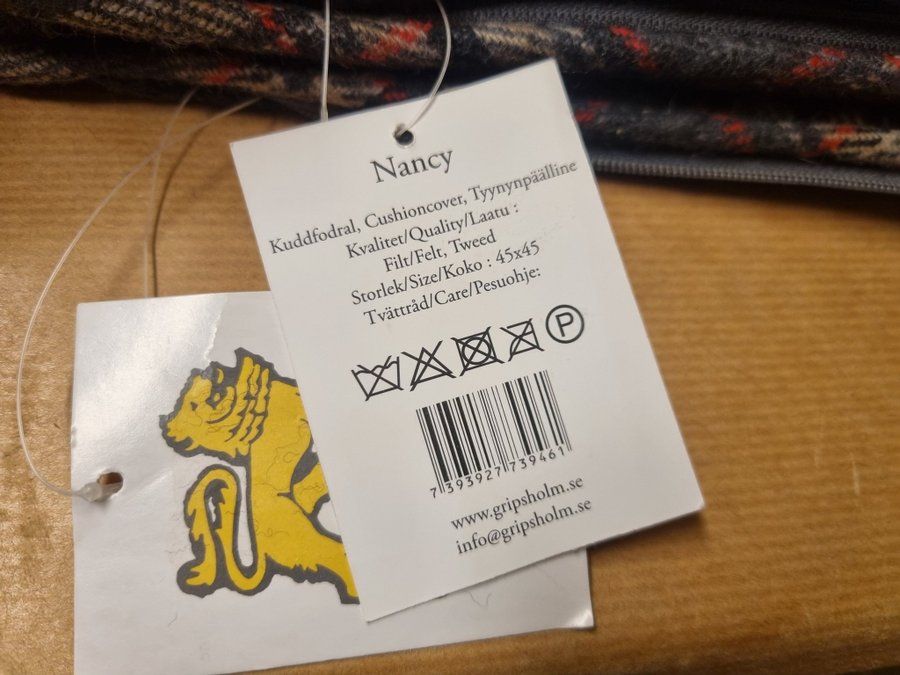 Nancy
Kuddfodral, Cushioncover, Tyynynpäälline
Kvalitet/Quality/Laatu :
Filt/Felt, Tweed
Storlek/Size/Koko : 45x45
Tvättråd/Care/Pesuohje:
P
7 393927 739461
www.gripsholm.se
info@gripsholm.se